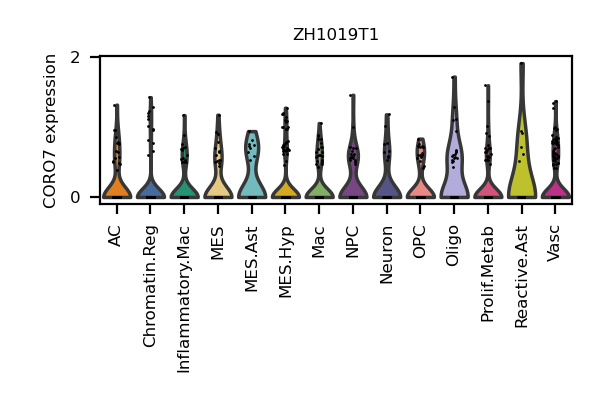 ZH1019T1
CORO7 expression
2
0
AC
Chromatin.Reg
Inflammatory.Mac
MES
MES.Ast
MES.Hyp
Mac
NPC
Neuron
OPC
Oligo
Prolif.Metab
Reactive.Ast
Vasc